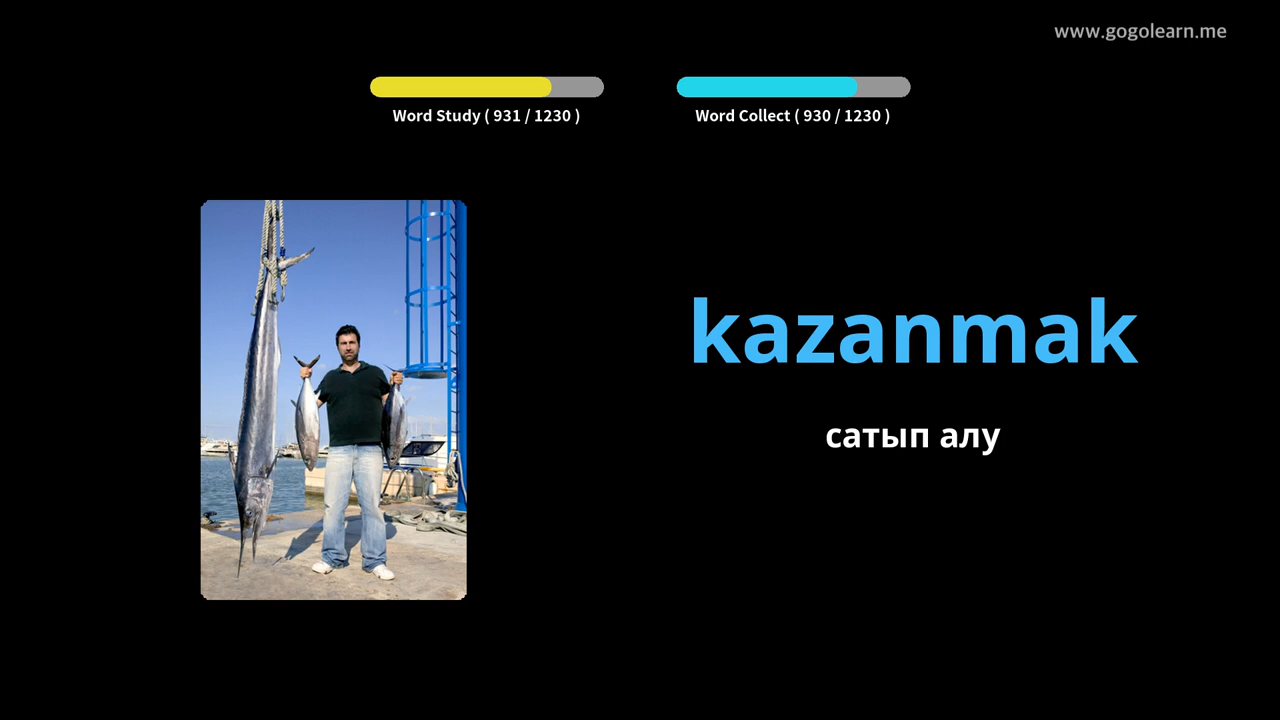 www.gogolearn.me
Word Study ( 931 / 1230 )
Word Collect ( 930 / 1230 )
kazanmak
сатып алу